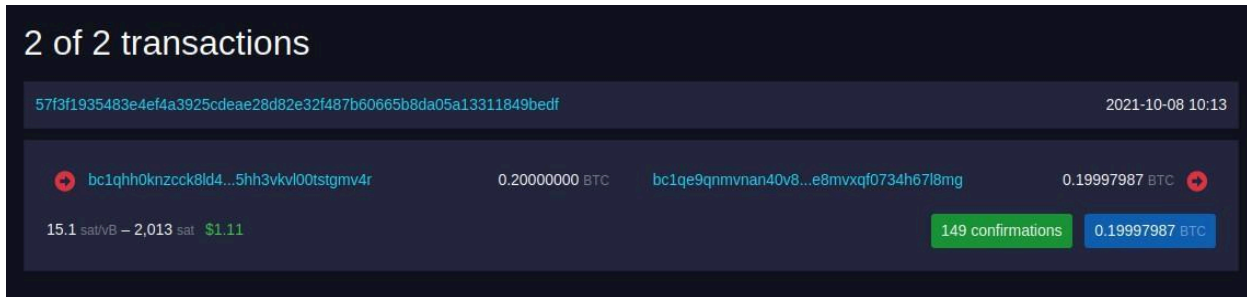 2 of 2 transactions
57f3f1935483e4ef4a3925cdeae28d82e32f487b60665b8da05a13311849bedf 2021-10-08 10:13
bc1qhh0knzcck8ld4...5hh3vkvl00tstgmv4r 0.20000000 BTC bc1qe9qnmvnan40v8...e8mvxqf0734h67l8mg 0.19997987 BTC
15.1 sat/vB – 2,013 sat $1.11 149 confirmations 0.19997987 BTC